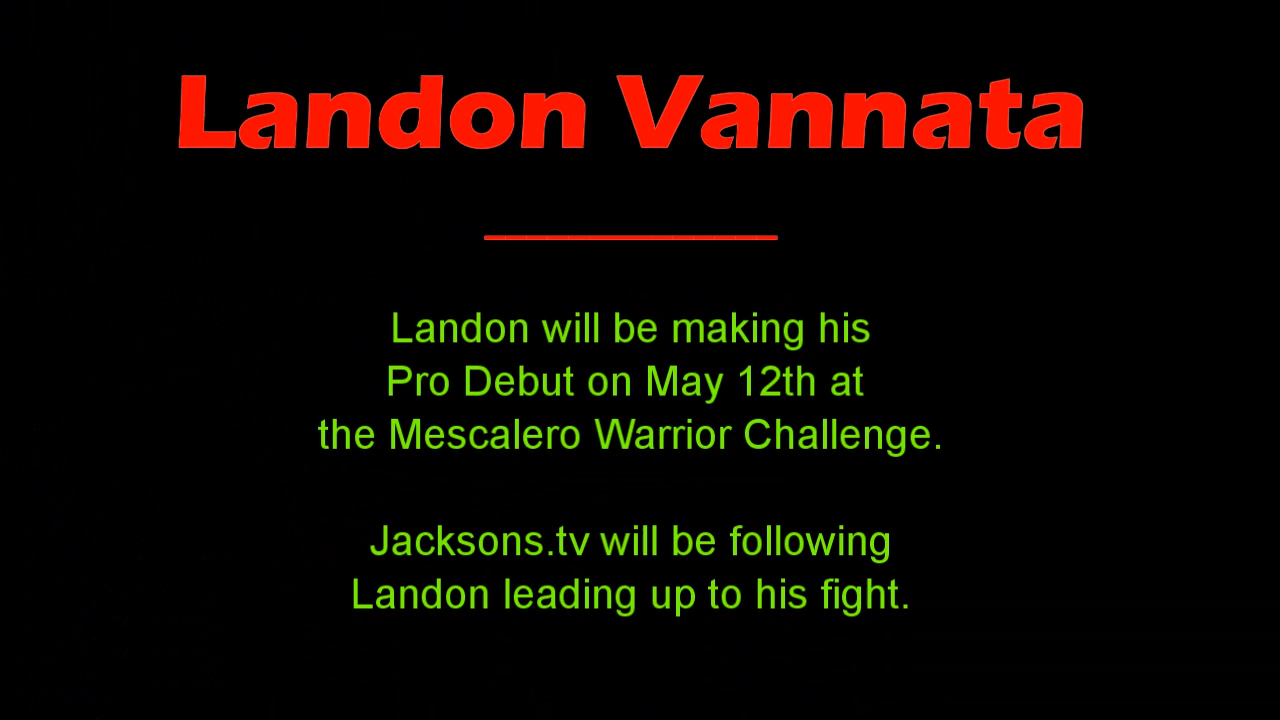 Landon Vannata
Landon will be making his
Pro Debut on May 12th at
the Mescalero Warrior Challenge.
Jacksons.tv will be following
Landon leading up to his fight.